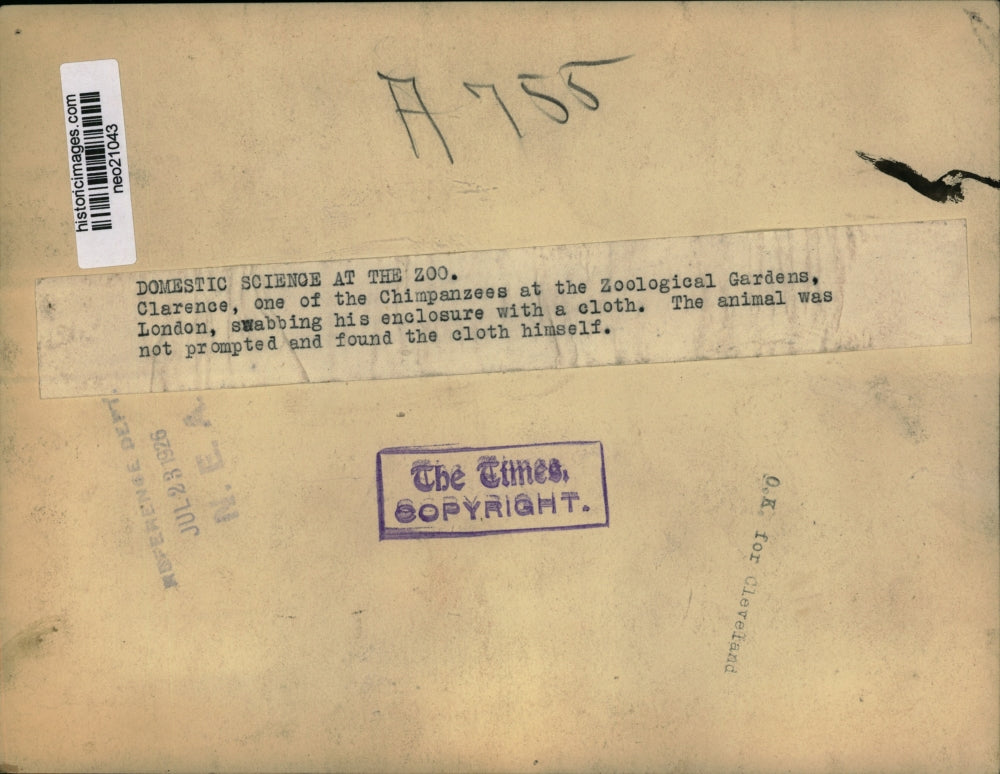 A 755
historicimages.com
neo21043
DOMESTIC SCIENCE AT THE ZOO.
Clarence, one of the Chimpanzees at the Zoological Gardens,
London, swabbing his enclosure with a cloth. The animal was
not prompted and found the cloth himself.
REFERENCE DEPT
JUL 23 1926
N. E. A.
The Times,
COPYRIGHT.
O.K for Cleveland